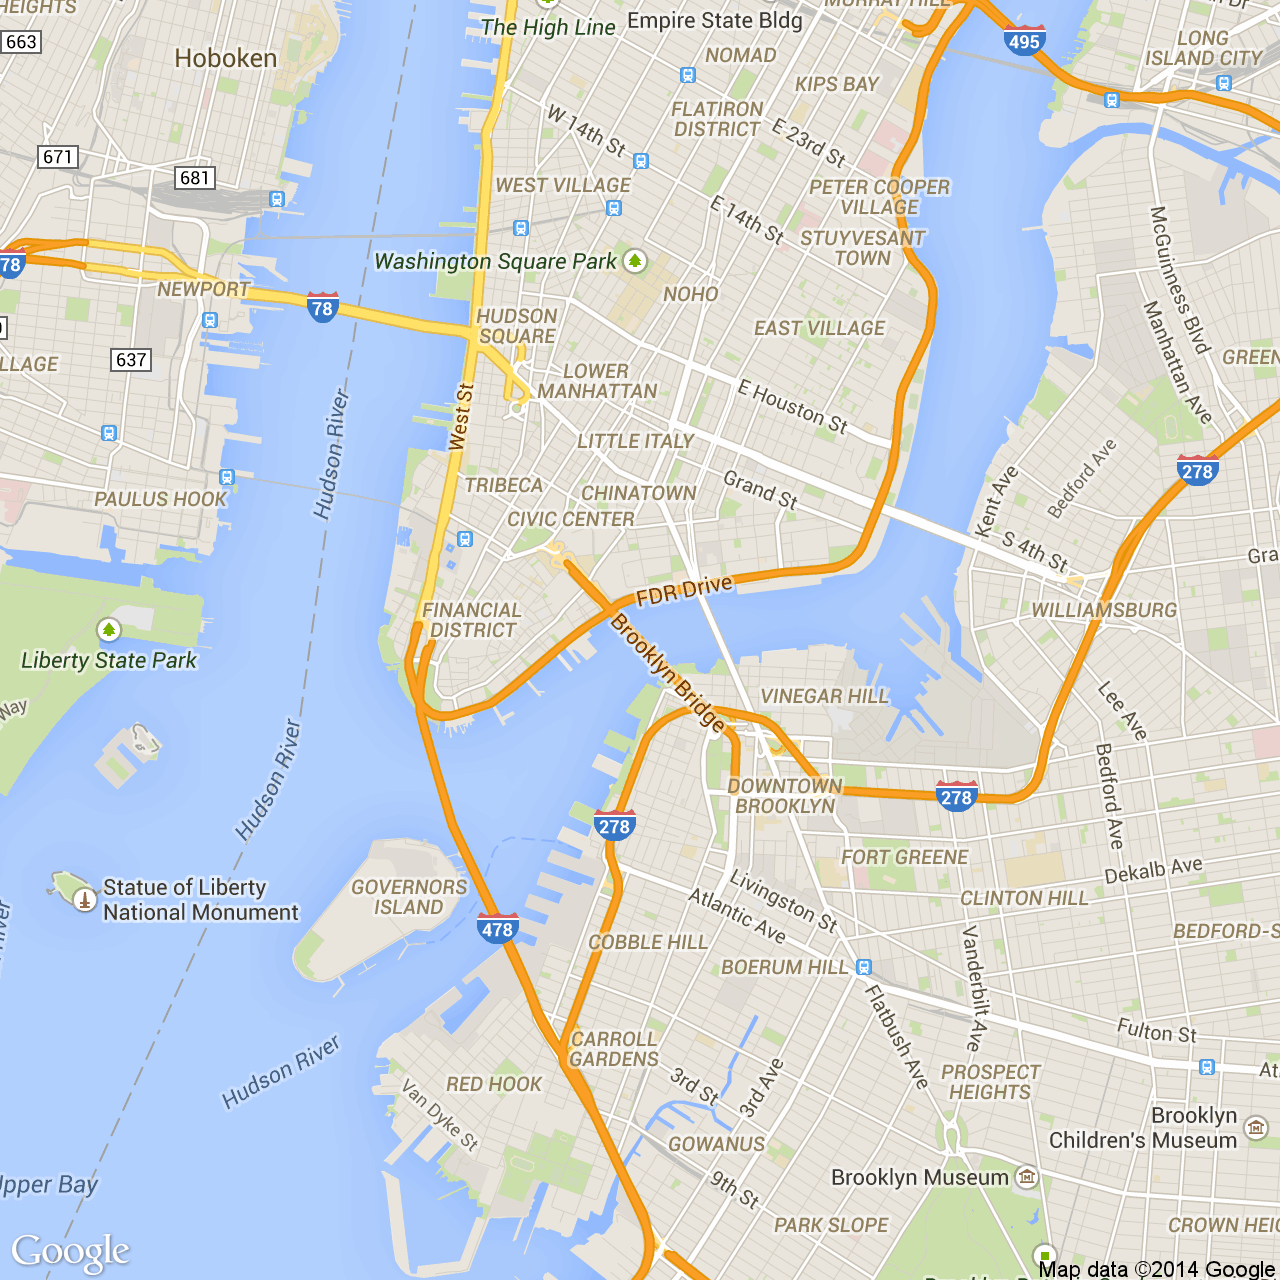 HEIGHTS
663
Hoboken
The High Line
Empire State Bldg
MURRAY HILL
495
LONG
ISLAND CITY
NOMAD
KIPS BAY
FLATIRON
DISTRICT
W 14th St
E 23rd St
671
681
WEST VILLAGE
PETER COOPER
VILLAGE
E 14th St
STUYVESANT
TOWN
McGuinness Blvd
78
Washington Square Park
NEWPORT
NOHO
78
HUDSON
SQUARE
EAST VILLAGE
Manhattan Ave
GREEN
637
LLAGE
LOWER
MANHATTAN
E Houston St
West St
Hudson River
LITTLE ITALY
Bedford Ave
278
PAULUS HOOK
TRIBECA
CHINATOWN
Grand St
Kent Ave
CIVIC CENTER
S 4th St
Gra
FDR Drive
FINANCIAL
DISTRICT
WILLIAMSBURG
Liberty State Park
Brooklyn Bridge
VINEGAR HILL
Lee Ave
Way
Hudson River
Bedford Ave
DOWNTOWN
BROOKLYN
278
278
FORT GREENE
Dekalb Ave
Statue of Liberty
National Monument
GOVERNORS
ISLAND
478
Livingston St
Atlantic Ave
CLINTON HILL
COBBLE HILL
BEDFORD-S
BOERUM HILL
Vanderbilt Ave
Flatbush Ave
Fulton St
Hudson River
CARROLL
GARDENS
RED HOOK
Van Dyke St
3rd St
3rd Ave
PROSPECT
HEIGHTS
At
GOWANUS
Brooklyn
Children's Museum
Brooklyn Museum
Upper Bay
9th St
PARK SLOPE
CROWN HEI
Google
Map data ©2014 Google